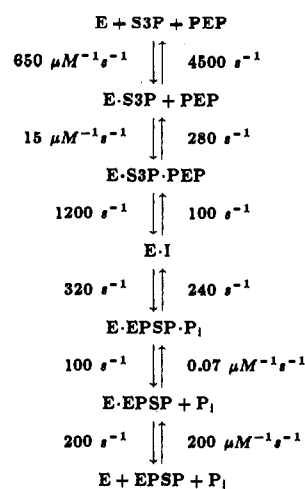 E + S3P + PEP
650 μM⁻¹s⁻¹ 4500 s⁻¹
E·S3P + PEP
15 μM⁻¹s⁻¹ 280 s⁻¹
E·S3P·PEP
1200 s⁻¹ 100 s⁻¹
E·I
320 s⁻¹ 240 s⁻¹
E·EPSP·Pᵢ
100 s⁻¹ 0.07 μM⁻¹s⁻¹
E·EPSP + Pᵢ
200 s⁻¹ 200 μM⁻¹s⁻¹
E + EPSP + Pᵢ